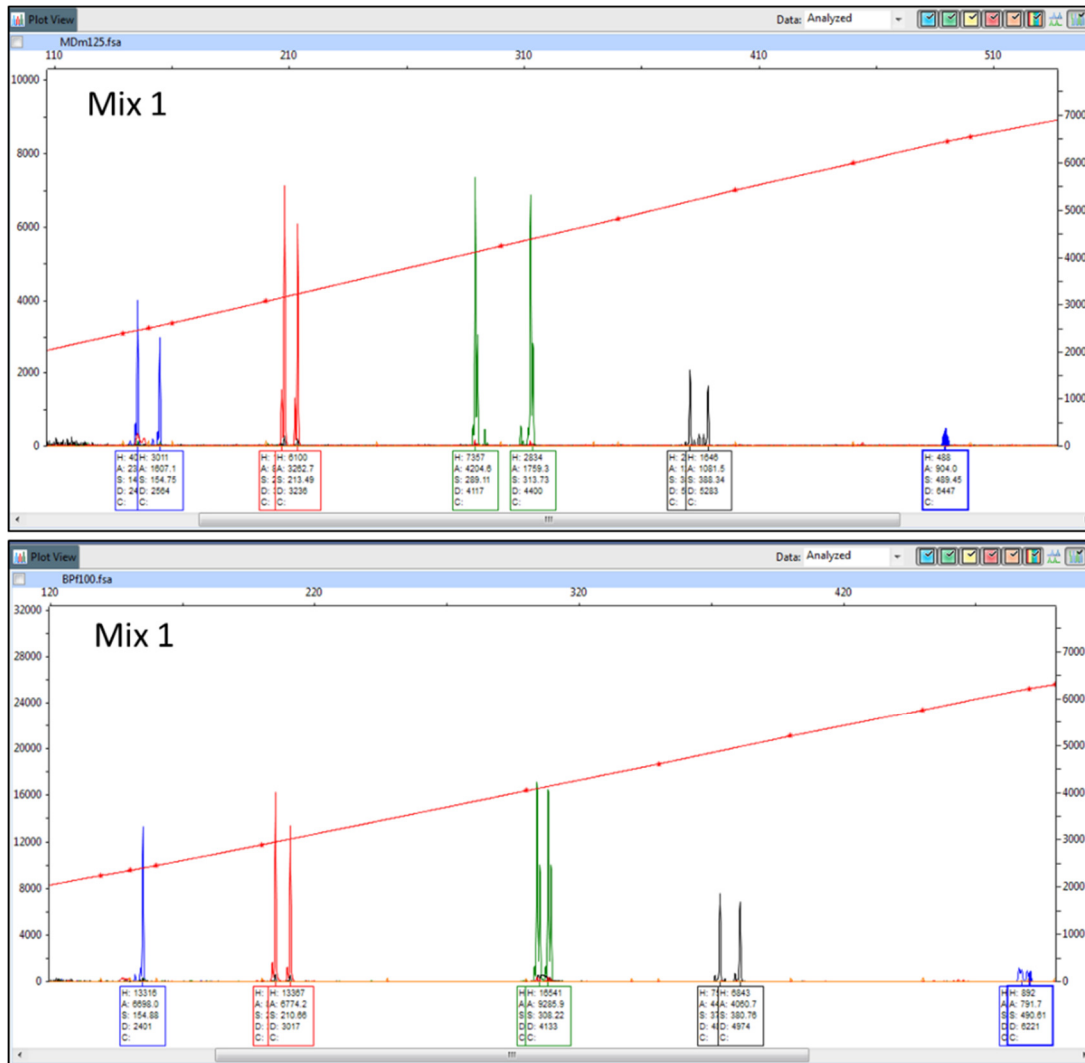 Plot View
Data: Analyzed
MDm125.fsa
110 210 310 410 510
Mix 1
10000
8000
6000
4000
2000
0
7000
6000
5000
4000
3000
2000
1000
0
H: 3011
A: 1607.1
S: 154.75
D: 2564
C:
H: 6100
A: 3262.7
S: 213.49
D: 3236
C:
H: 7357
A: 4204.6
S: 289.11
D: 4117
C:
H: 2834
A: 1759.3
S: 313.73
D: 4400
C:
H: 1646
A: 1081.5
S: 388.34
D: 5283
C:
H: 488
A: 904.0
S: 489.45
D: 6447
C:
Plot View
Data: Analyzed
BPf100.fsa
120 220 320 420
Mix 1
32000
28000
24000
20000
16000
12000
8000
4000
0
7000
6000
5000
4000
3000
2000
1000
0
H: 13316
A: 6698.0
S: 154.88
D: 2401
C:
H: 13367
A: 6774.2
S: 210.66
D: 3017
C:
H: 16541
A: 9285.9
S: 308.22
D: 4133
C:
H: 6843
A: 4060.7
S: 380.76
D: 4974
C:
H: 892
A: 791.7
S: 490.61
D: 6221
C: